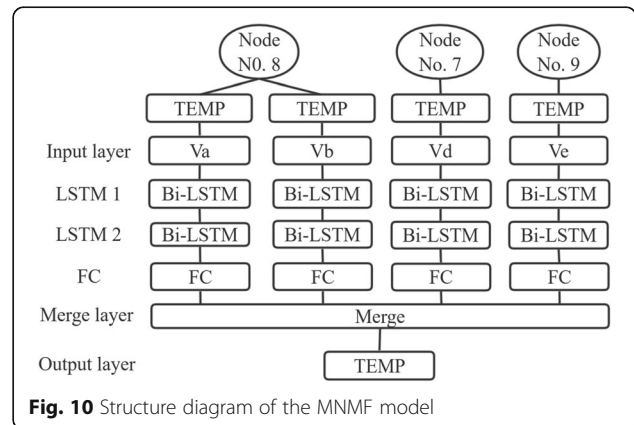 Node Node Node
N0. 8 No. 7 No. 9
TEMP TEMP TEMP TEMP
Input layer Va Vb Vd Ve
LSTM 1 Bi-LSTM Bi-LSTM Bi-LSTM Bi-LSTM
LSTM 2 Bi-LSTM Bi-LSTM Bi-LSTM Bi-LSTM
FC FC FC FC FC
Merge layer Merge
Output layer TEMP
Fig. 10 Structure diagram of the MNMF model